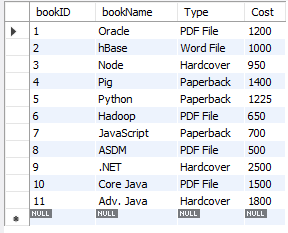 bookID bookName Type Cost
1 Oracle PDF File 1200
2 hBase Word File 1000
3 Node Hardcover 950
4 Pig Paperback 1400
5 Python Paperback 1225
6 Hadoop PDF File 650
7 JavaScript Paperback 700
8 ASDM PDF File 500
9 .NET Hardcover 2500
10 Core Java PDF File 1500
11 Adv. Java Hardcover 1800
NULL NULL NULL NULL